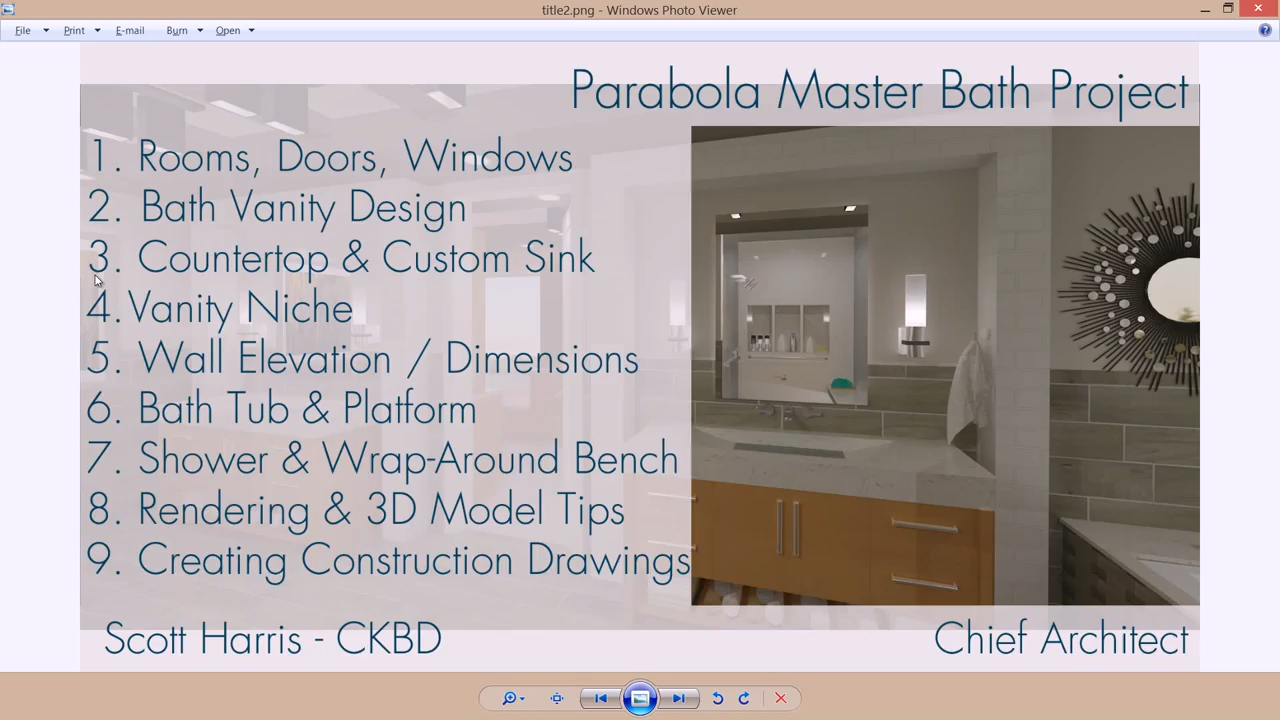 title2.png - Windows Photo Viewer
File Print E-mail Burn Open
Parabola Master Bath Project
1. Rooms, Doors, Windows
2. Bath Vanity Design
3. Countertop & Custom Sink
4. Vanity Niche
5. Wall Elevation / Dimensions
6. Bath Tub & Platform
7. Shower & Wrap-Around Bench
8. Rendering & 3D Model Tips
9. Creating Construction Drawings
Scott Harris - CKBD
Chief Architect